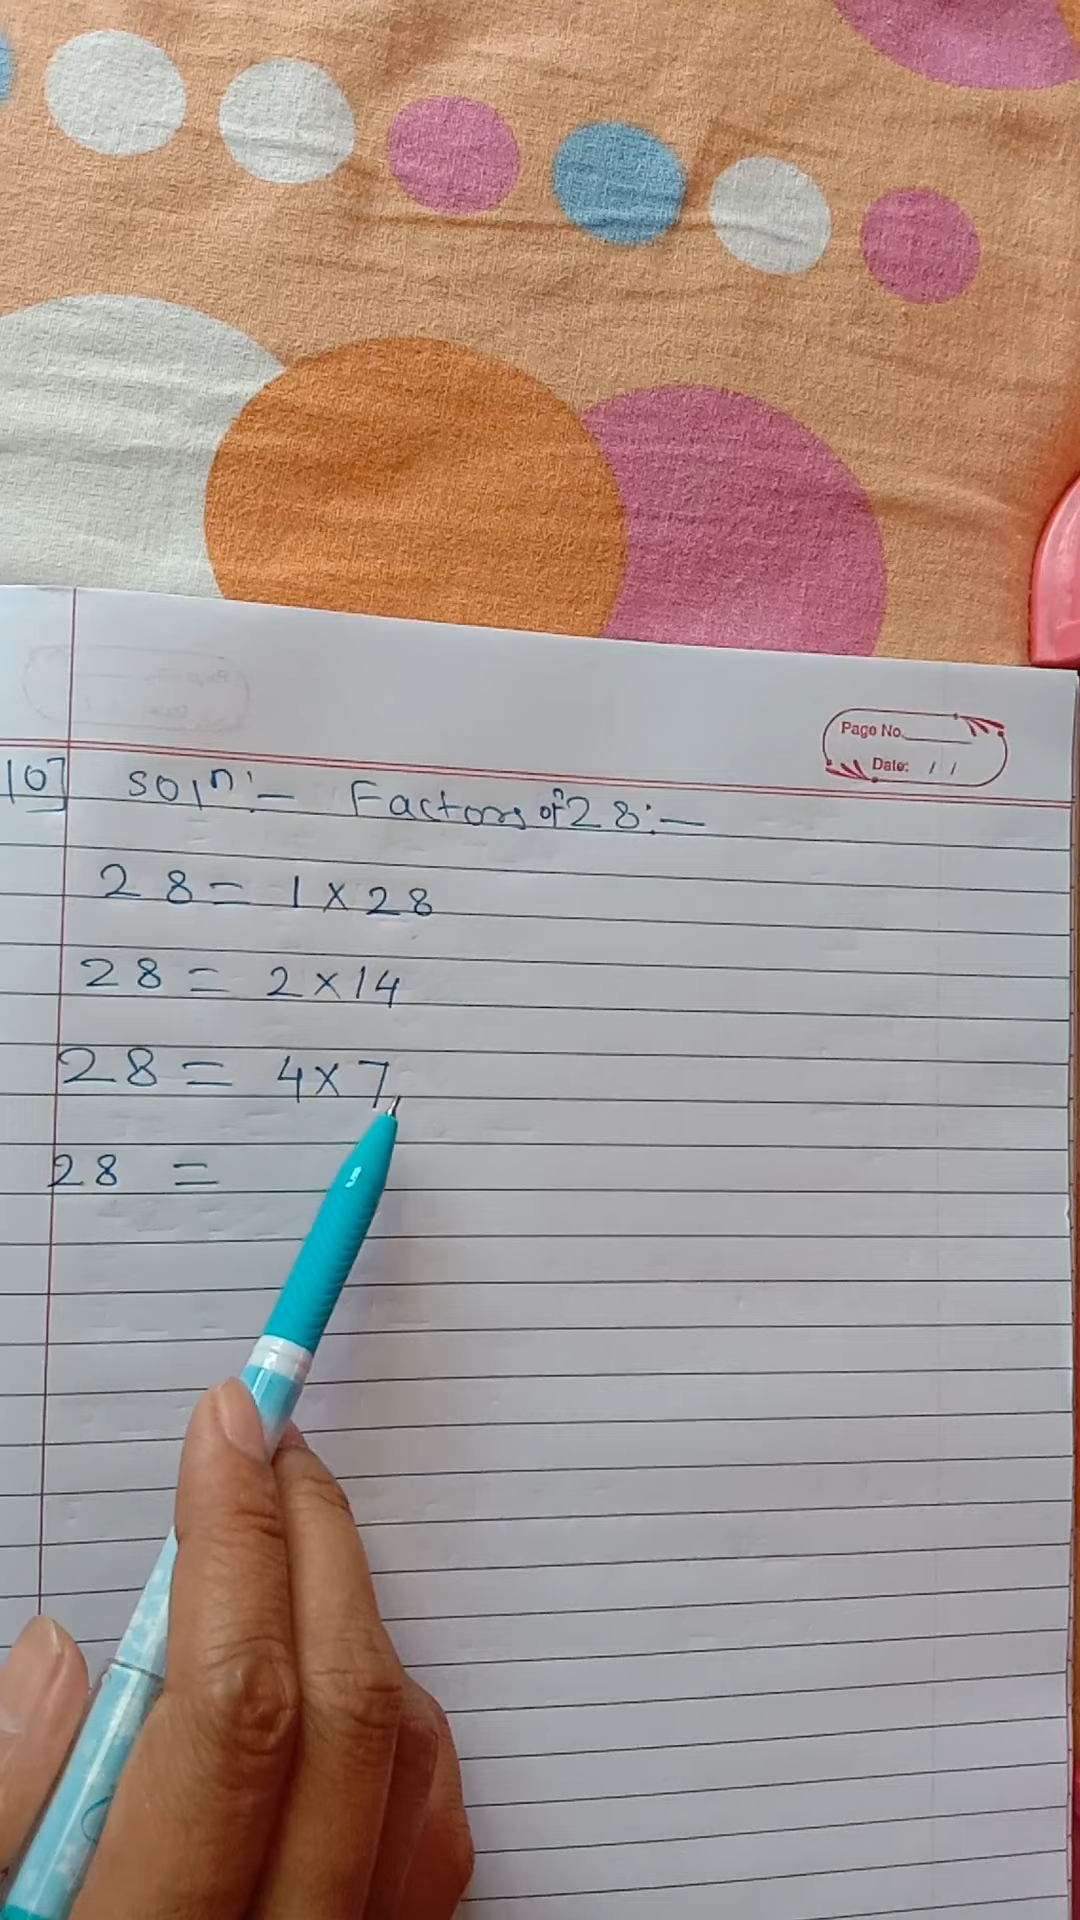 Page No.
Date: / /
10] Soln:- Factors of 28:-
28 = 1 × 28
28 = 2 × 14
28 = 4 × 7
28 =